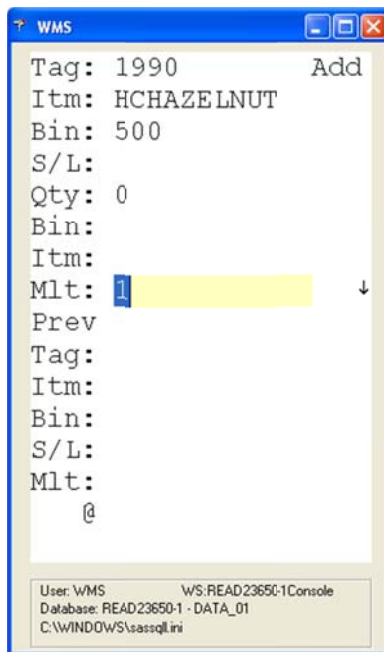 WMS
Tag: 1990 Add
Itm: HCHAZELNUT
Bin: 500
S/L:
Qty: 0
Bin:
Itm:
Mlt: 1 ↓
Prev
Tag:
Itm:
Bin:
S/L:
Mlt:
@
User: WMS WS:READ23650-1Console
Database: READ23650-1 - DATA_01
C:\WINDOWS\sassqll.ini